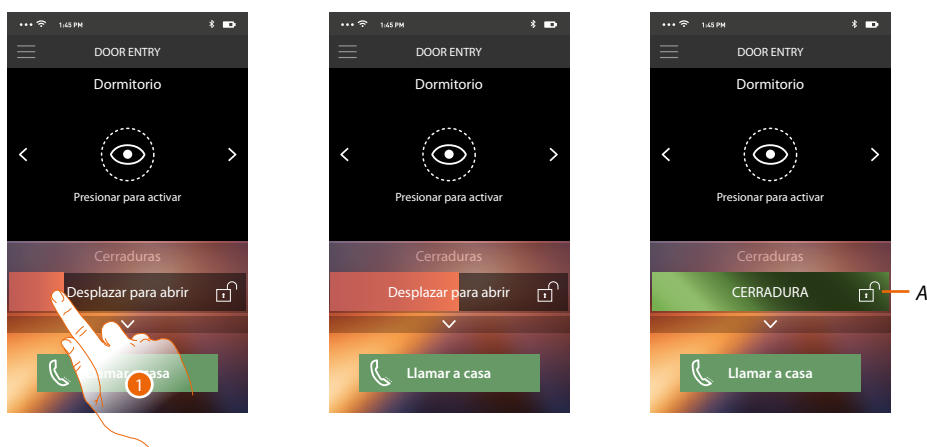 1:45 PM
DOOR ENTRY
Dormitorio
Presionar para activar
Cerraduras
Desplazar para abrir
Llamar a casa
1
1:45 PM
DOOR ENTRY
Dormitorio
Presionar para activar
Cerraduras
Desplazar para abrir
Llamar a casa
1:45 PM
DOOR ENTRY
Dormitorio
Presionar para activar
Cerraduras
CERRADURA
A
Llamar a casa